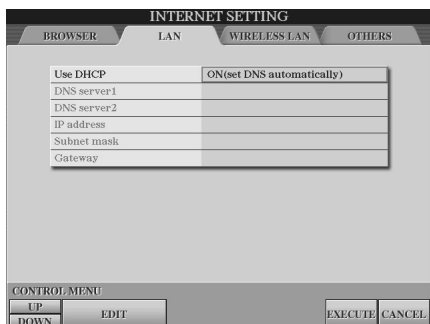 INTERNET SETTING
BROWSER LAN WIRELESS LAN OTHERS
Use DHCP ON(set DNS automatically)
DNS server1
DNS server2
IP address
Subnet mask
Gateway
CONTROL MENU
UP
DOWN EDIT EXECUTE CANCEL